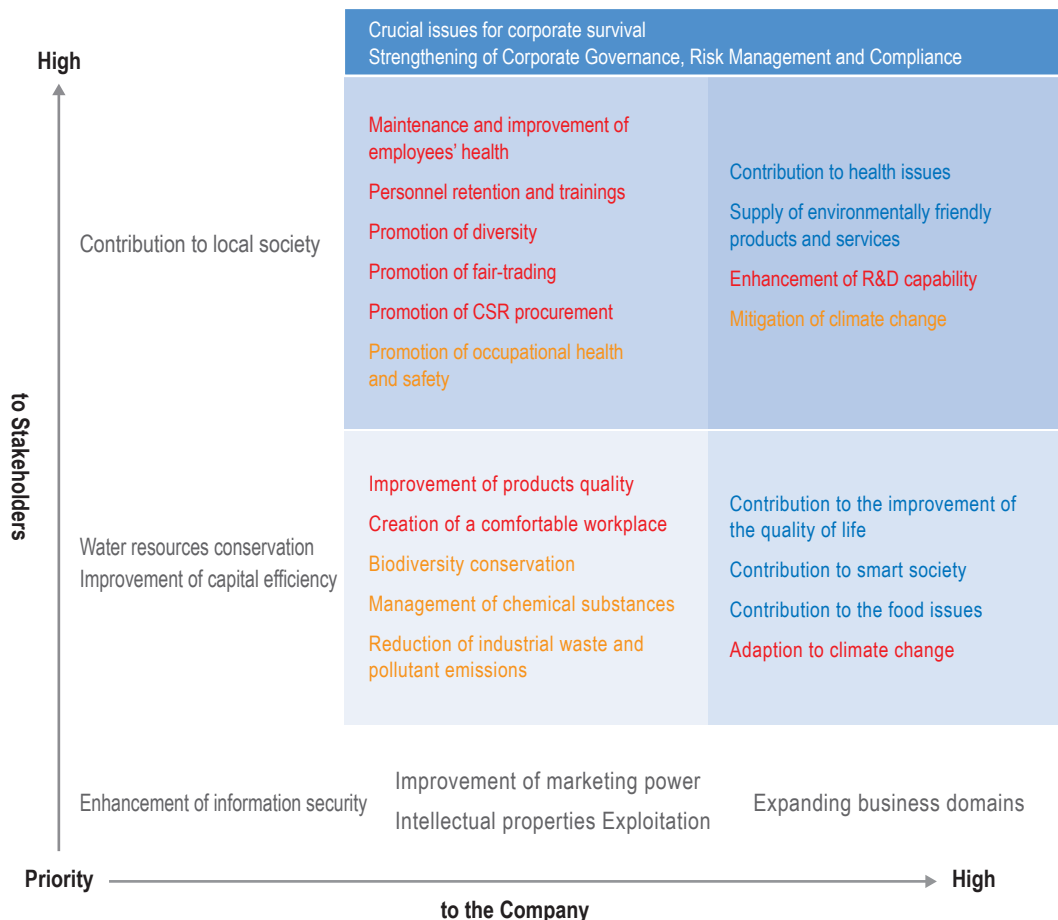 Crucial issues for corporate survival
Strengthening of Corporate Governance, Risk Management and Compliance
High
to Stakeholders
Contribution to local society
Maintenance and improvement of
employees’ health
Personnel retention and trainings
Promotion of diversity
Promotion of fair-trading
Promotion of CSR procurement
Promotion of occupational health
and safety
Contribution to health issues
Supply of environmentally friendly
products and services
Enhancement of R&D capability
Mitigation of climate change
Water resources conservation
Improvement of capital efficiency
Improvement of products quality
Creation of a comfortable workplace
Biodiversity conservation
Management of chemical substances
Reduction of industrial waste and
pollutant emissions
Contribution to the improvement of
the quality of life
Contribution to smart society
Contribution to the food issues
Adaption to climate change
Enhancement of information security
Improvement of marketing power
Intellectual properties Exploitation
Expanding business domains
Priority
High
to the Company